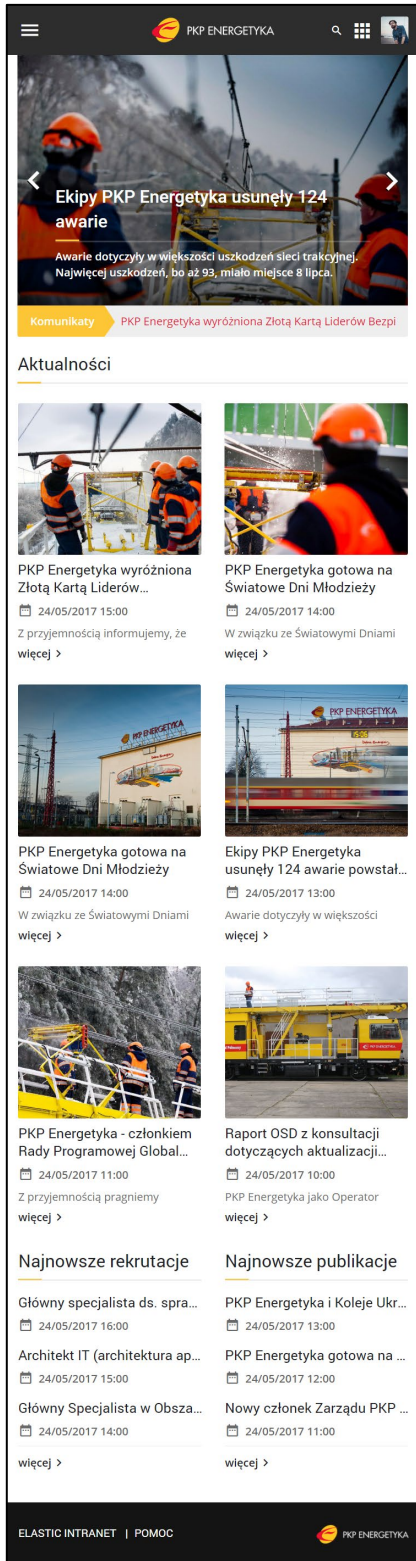 PKP ENERGETYKA
Ekipy PKP Energetyka usunęły 124
awarie
Awarie dotyczyły w większości uszkodzeń sieci trakcyjnej.
Najwięcej uszkodzeń, bo aż 93, miało miejsce 8 lipca.
Komunikaty
PKP Energetyka wyróżniona Złotą Kartą Liderów Bezpi
Aktualności
PKP Energetyka wyróżniona
Złotą Kartą Liderów...
24/05/2017 15:00
Z przyjemnością informujemy, że
więcej >
PKP Energetyka gotowa na
Światowe Dni Młodzieży
24/05/2017 14:00
W związku ze Światowymi Dniami
więcej >
PKP ENERGETYKA
PKP Energetyka gotowa na
Światowe Dni Młodzieży
24/05/2017 14:00
W związku ze Światowymi Dniami
więcej >
PKP ENERGETYKA
Ekipy PKP Energetyka
usunęły 124 awarie powstał...
24/05/2017 13:00
Awarie dotyczyły w większości
więcej >
PKP Energetyka - członkiem
Rady Programowej Global...
24/05/2017 11:00
Z przyjemnością pragniemy
więcej >
PKP ENERGETYKA
Raport OSD z konsultacji
dotyczących aktualizacji...
24/05/2017 10:00
PKP Energetyka jako Operator
więcej >
Najnowsze rekrutacje
Główny specjalista ds. spra...
24/05/2017 16:00
Architekt IT (architektura ap...
24/05/2017 15:00
Główny Specjalista w Obsza...
24/05/2017 14:00
więcej >
Najnowsze publikacje
PKP Energetyka i Koleje Ukr...
24/05/2017 13:00
PKP Energetyka gotowa na ...
24/05/2017 12:00
Nowy członek Zarządu PKP ...
24/05/2017 11:00
więcej >
ELASTIC INTRANET | POMOC
PKP ENERGETYKA